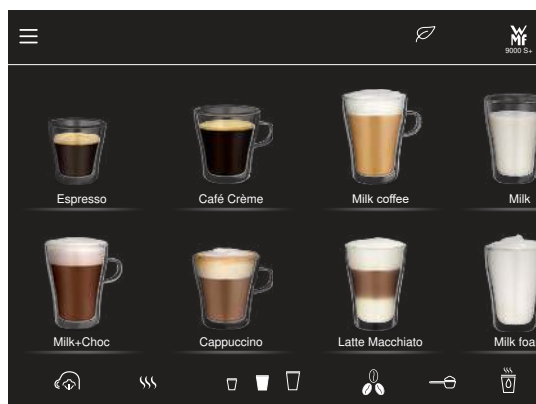 WMF
9000 S+
Espresso
Café Crème
Milk coffee
Milk
Milk+Choc
Cappuccino
Latte Macchiato
Milk foa